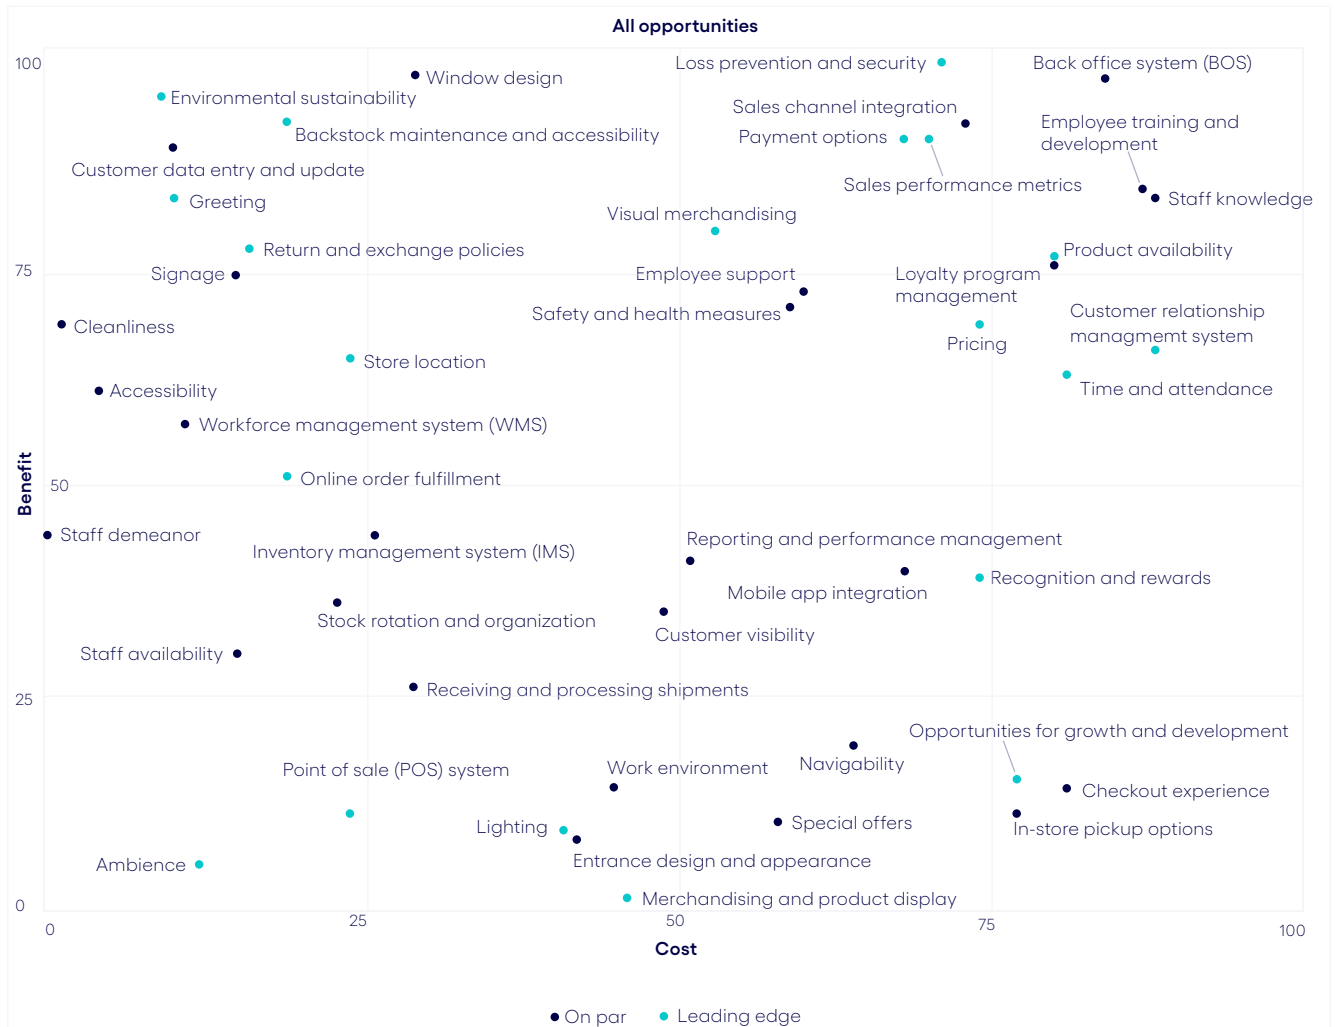 All opportunities
100
Window design
Loss prevention and security
Back office system (BOS)
Environmental sustainability
Sales channel integration
Backstock maintenance and accessibility
Payment options
Employee training and
development
Customer data entry and update
Sales performance metrics
Greeting
Staff knowledge
Visual merchandising
Return and exchange policies
Product availability
75
Signage
Employee support
Loyalty program
management
Safety and health measures
Customer relationship
managmemt system
Cleanliness
Pricing
Store location
Accessibility
Time and attendance
Workforce management system (WMS)
Online order fulfillment
Benefit
50
Staff demeanor
Inventory management system (IMS)
Reporting and performance management
Mobile app integration
Recognition and rewards
Stock rotation and organization
Customer visibility
Staff availability
Receiving and processing shipments
25
Opportunities for growth and development
Navigability
Point of sale (POS) system
Work environment
Checkout experience
Lighting
Special offers
In-store pickup options
Ambience
Entrance design and appearance
Merchandising and product display
0
0
25
50
75
100
Cost
On par
Leading edge